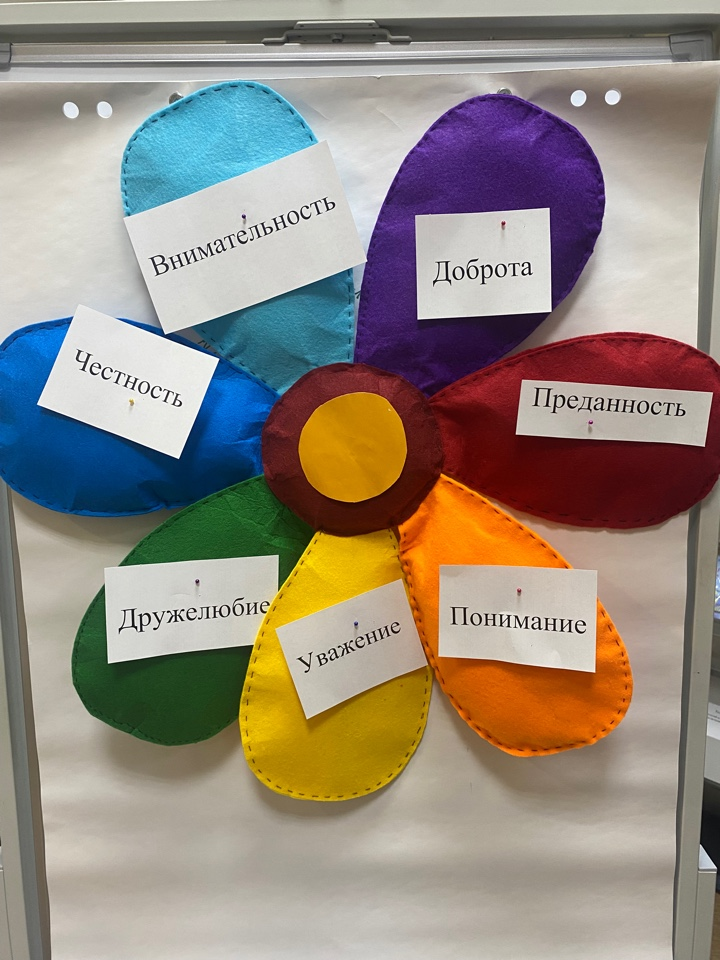 Внимательность
Доброта
Честность
Преданность
Дружелюбие
Уважение
Понимание